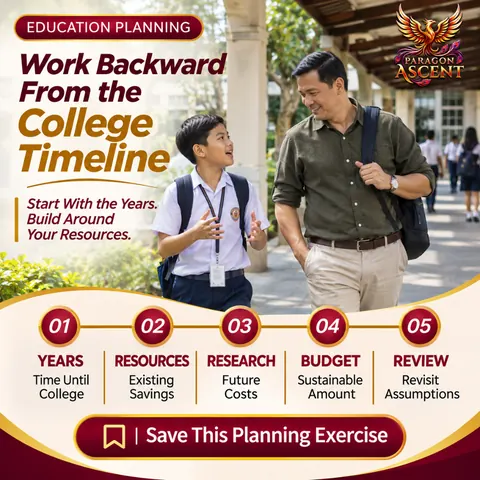 EDUCATION PLANNING
PARAGON
ASCENT
Work Backward
From the
College
Timeline
Start With the Years.
Build Around
Your Resources.
01
02
03
04
05
YEARS
Time Until
College
RESOURCES
Existing
Savings
RESEARCH
Future
Costs
BUDGET
Sustainable
Amount
REVIEW
Revisit
Assumptions
Save This Planning Exercise